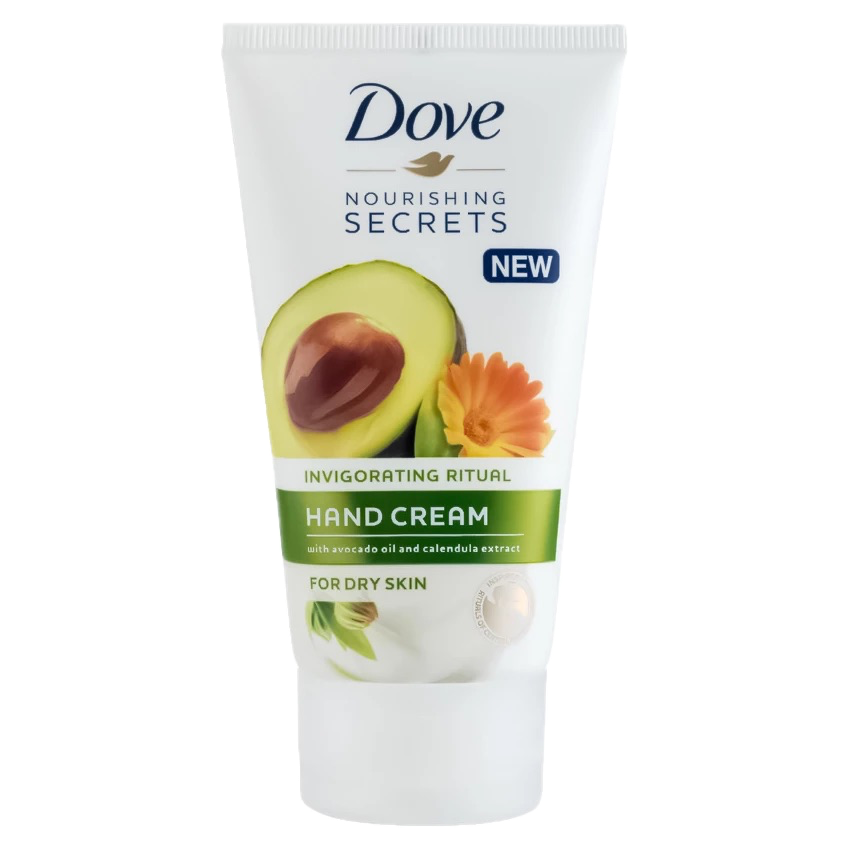 Dove
NOURISHING
SECRETS
NEW
INVIGORATING RITUAL
HAND CREAM
with avocado oil and calendula extract
FOR DRY SKIN